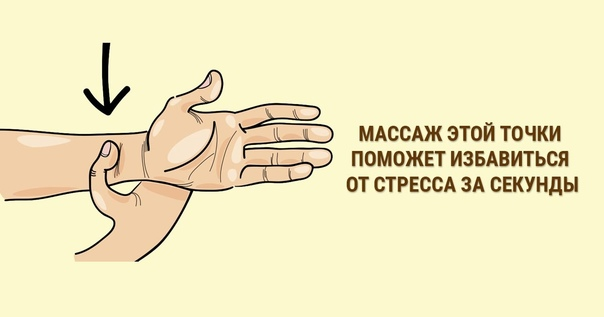 МАССАЖ ЭТОЙ ТОЧКИ
ПОМОЖЕТ ИЗБАВИТЬСЯ
ОТ СТРЕССА ЗА СЕКУНДЫ